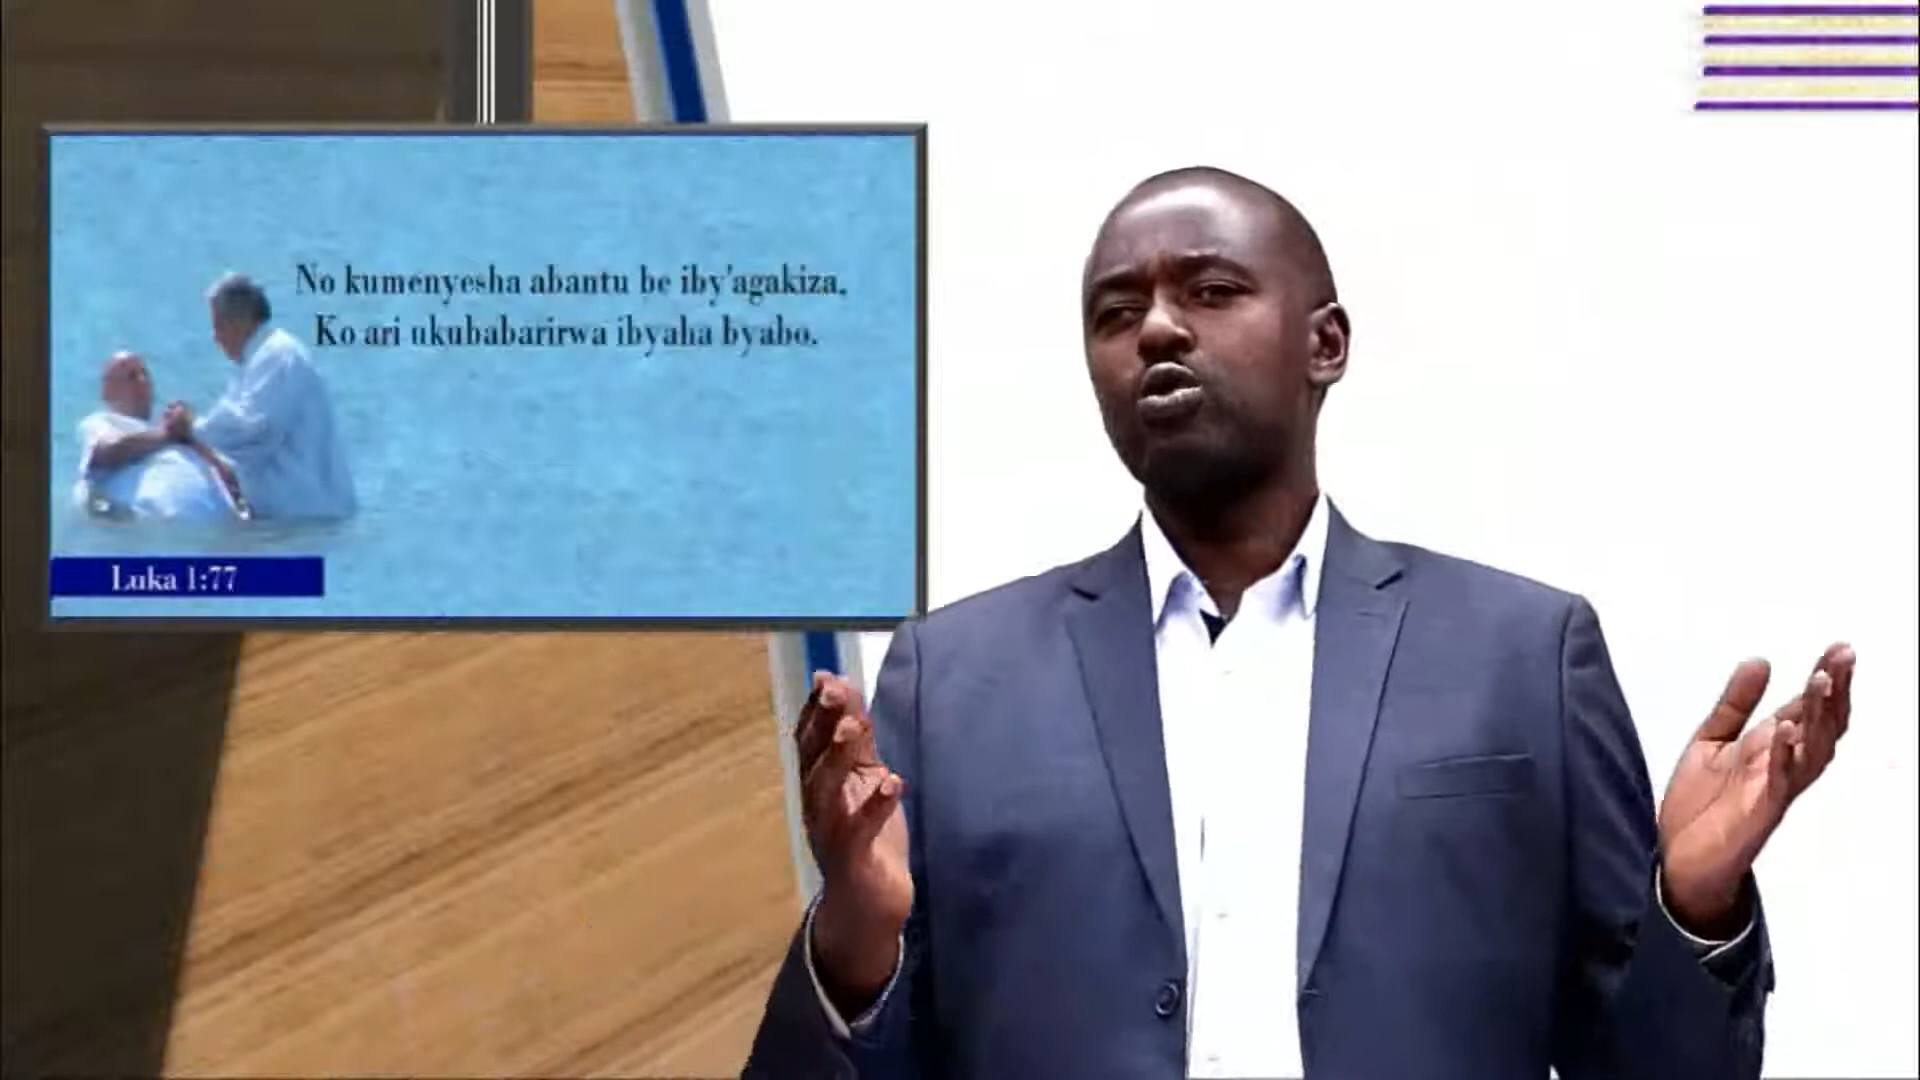 No kumenyesha abantu be iby'agakiza,
Ko ari ukubabarirwa ibyaha byabo.
Luka 1:77